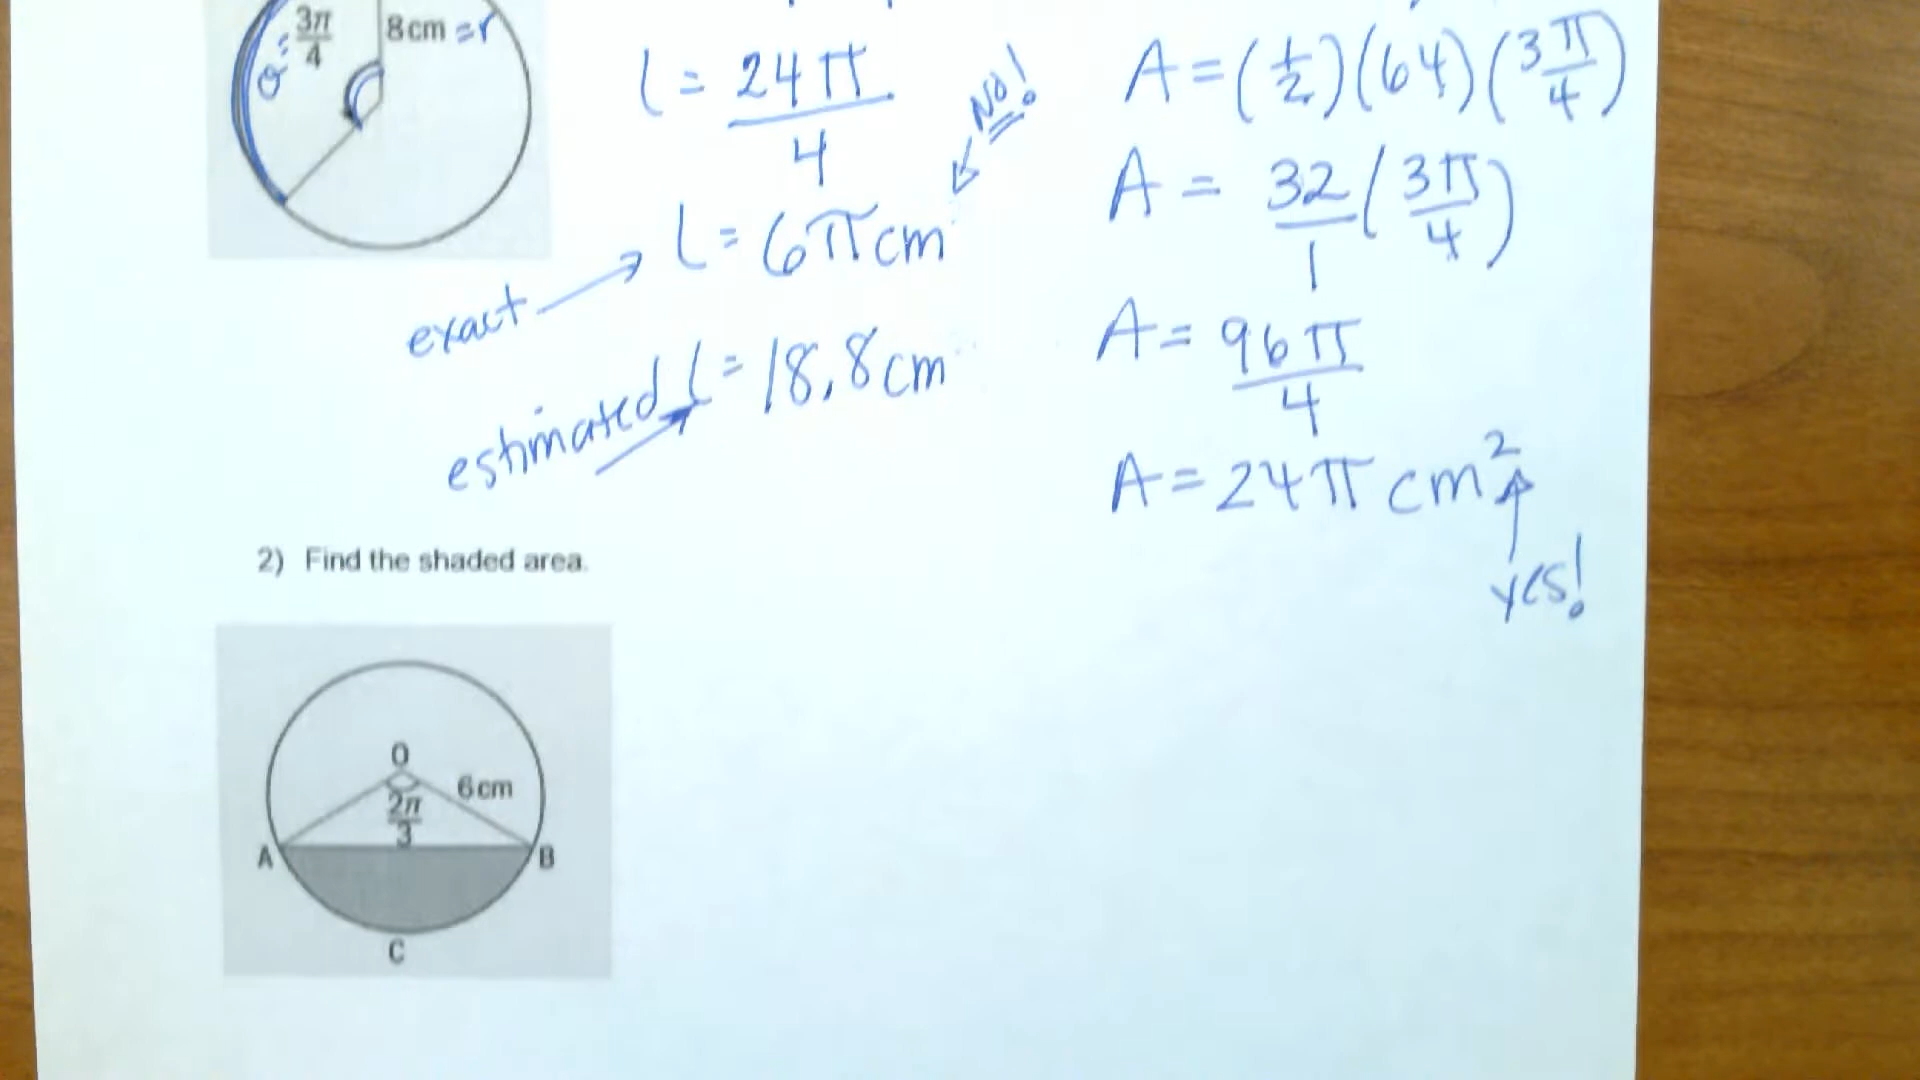 θ = 3π/4
8cm = r
l = 24π/4
No!
l = 6π cm
exact
estimated l = 18.8 cm
A = (1/2)(64)(3π/4)
A = 32/1 (3π/4)
A = 96π/4
A = 24π cm²
yes!
2) Find the shaded area.
O
6cm
2π/3
A
B
C